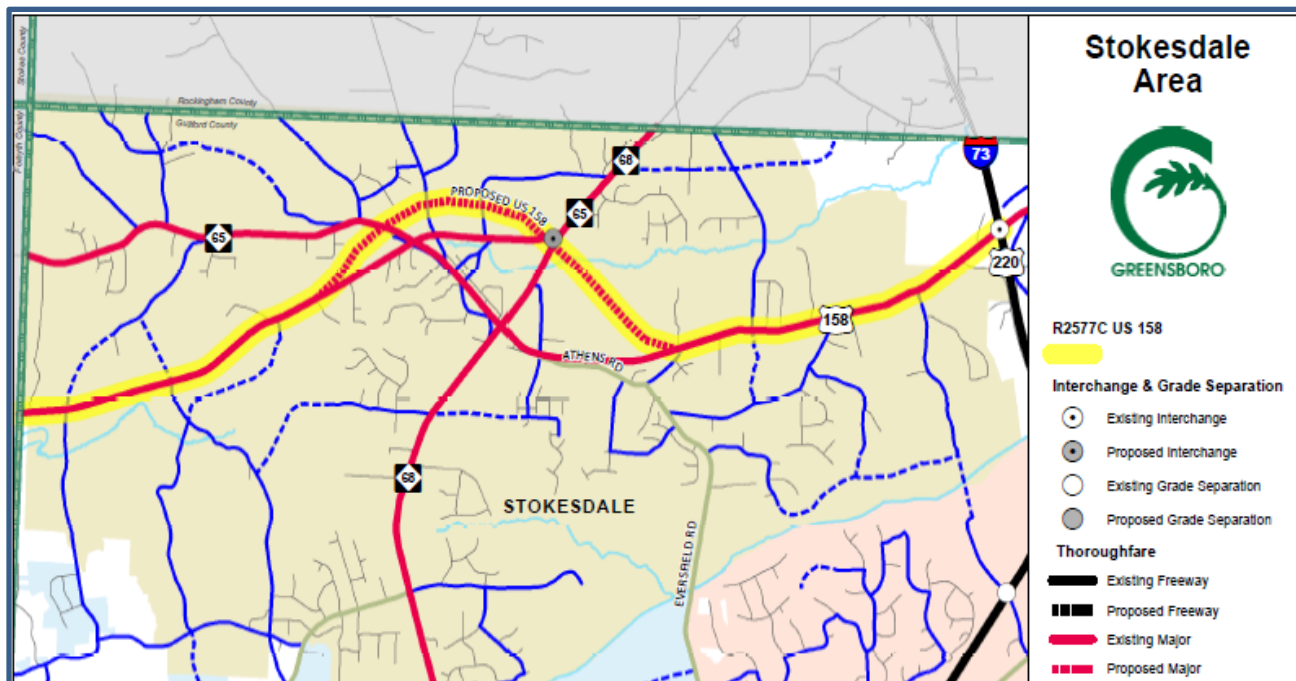 Stokes County
Forsyth County
Rockingham County
Guilford County
73
68
PROPOSED US 158
65
65
220
158
ATHENS RD
68
STOKESDALE
EVERSFIELD RD
Stokesdale
Area
GREENSBORO
R2577C US 158
Interchange & Grade Separation
Existing Interchange
Proposed Interchange
Existing Grade Separation
Proposed Grade Separation
Thoroughfare
Existing Freeway
Proposed Freeway
Existing Major
Proposed Major